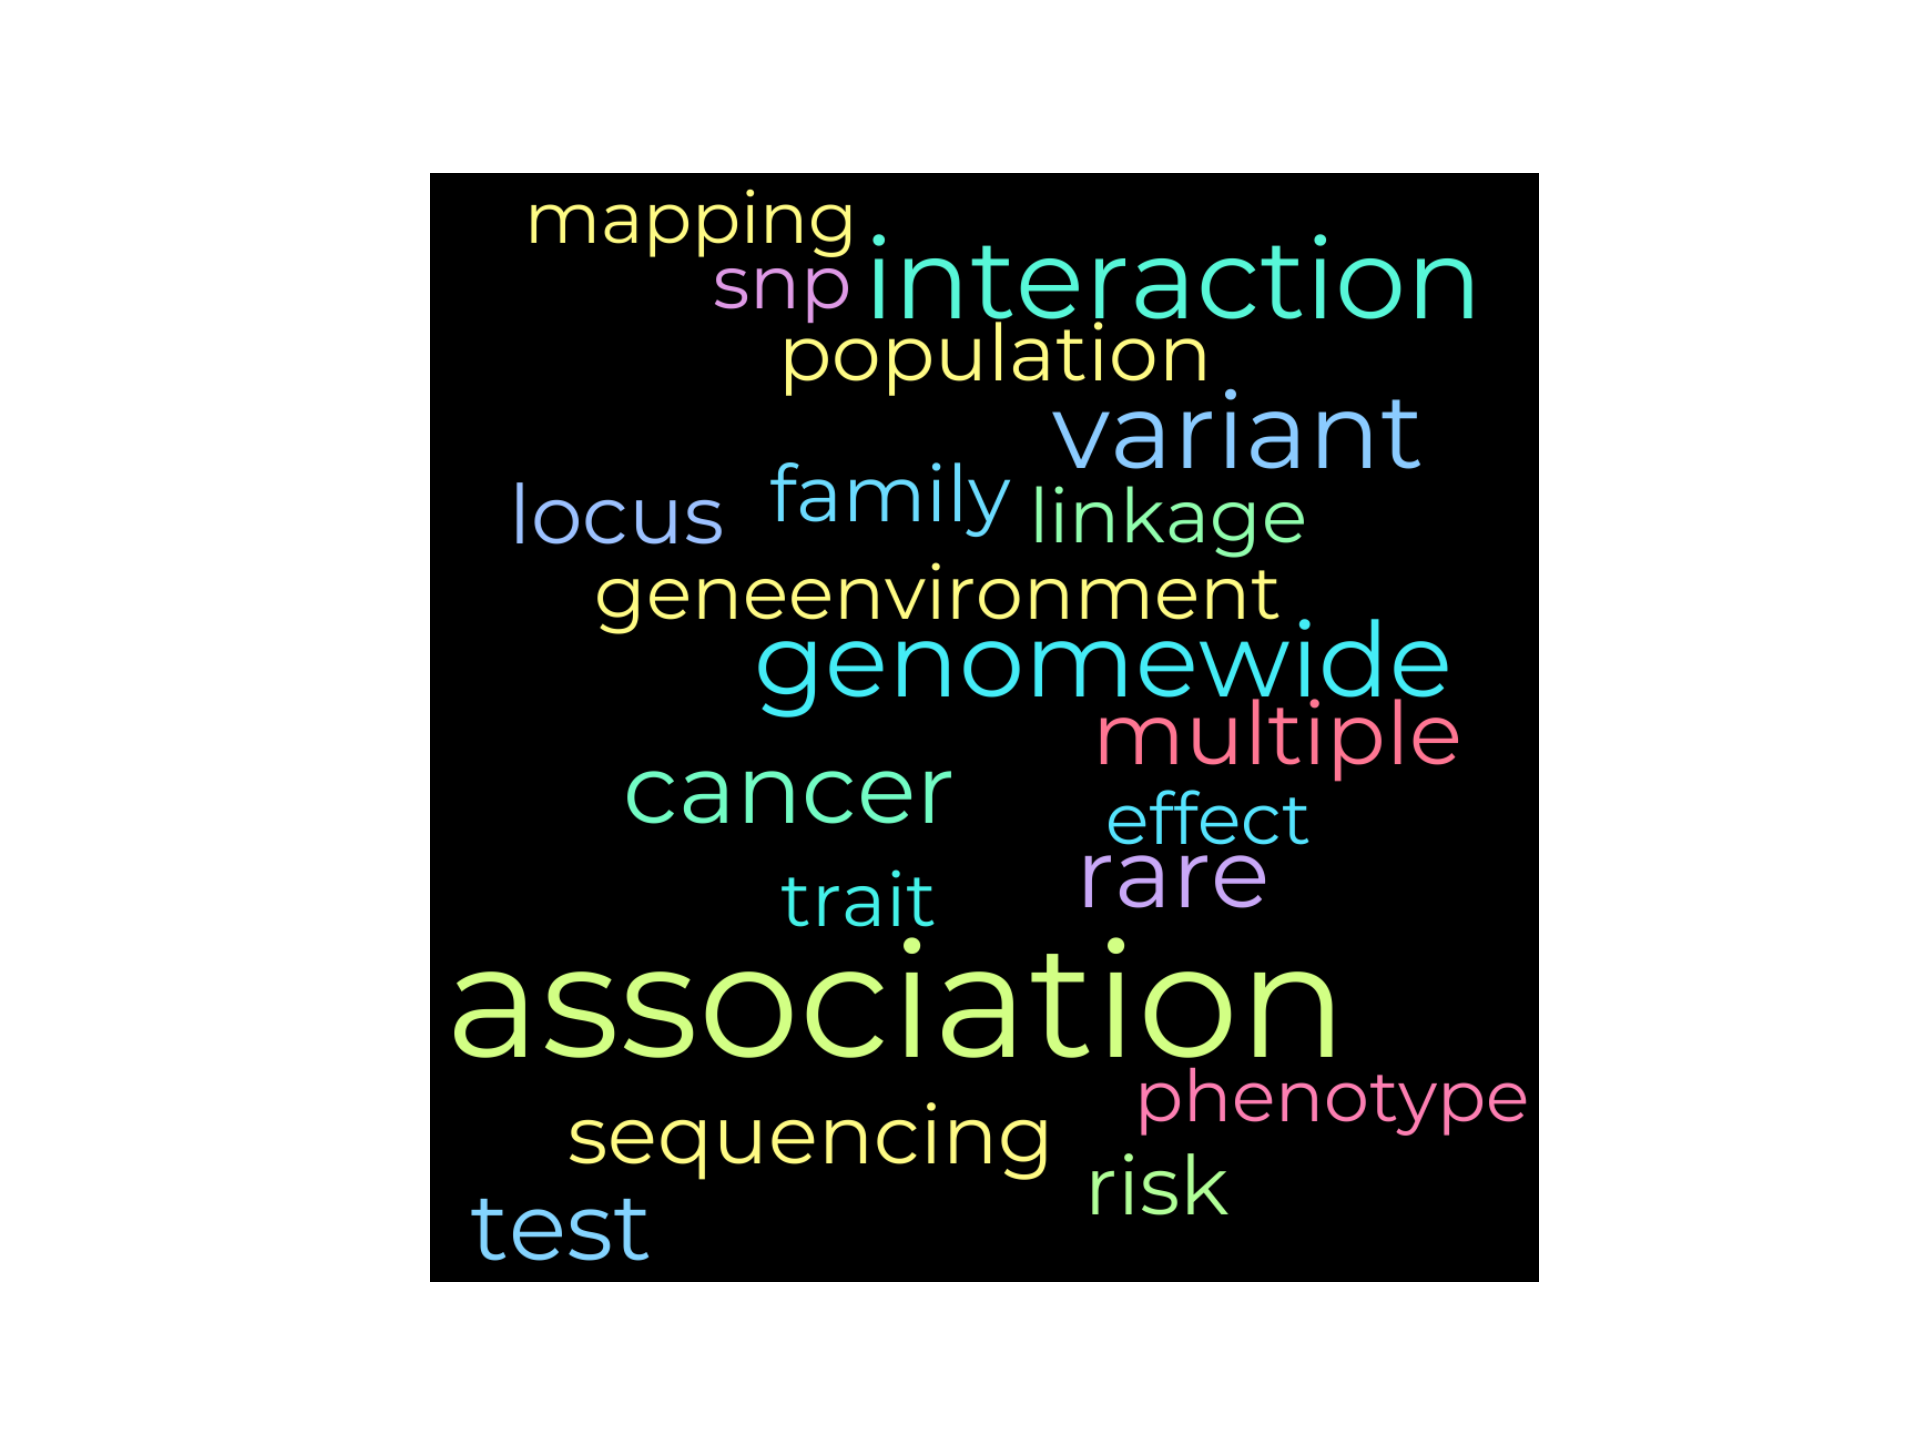 mapping
snp interaction
population
variant
locus family linkage
geneenvironment
genomewide
multiple
cancer
effect
rare
trait
association
phenotype
sequencing
risk
test